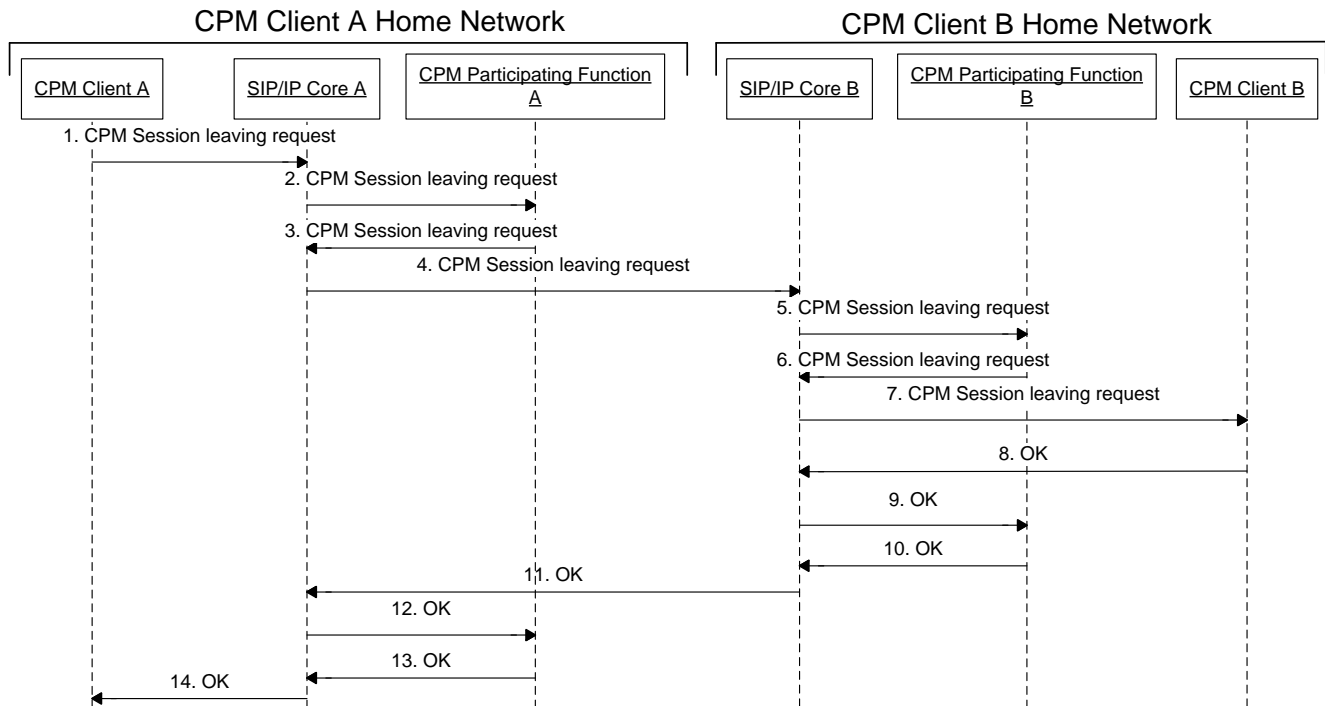 CPM Client A Home Network
CPM Client B Home Network
CPM Client A
SIP/IP Core A
CPM Participating Function
A
SIP/IP Core B
CPM Participating Function
B
CPM Client B
1. CPM Session leaving request
2. CPM Session leaving request
3. CPM Session leaving request
4. CPM Session leaving request
5. CPM Session leaving request
6. CPM Session leaving request
7. CPM Session leaving request
8. OK
9. OK
10. OK
11. OK
12. OK
13. OK
14. OK